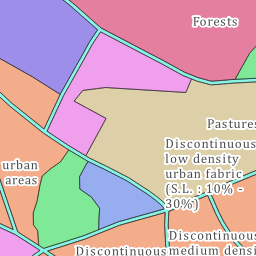 Forests
Pastures
Discontinuous
low density
urban fabric
(S.L. : 10% -
30%)
urban
areas
Discontinuous
medium densi
Discontinuous